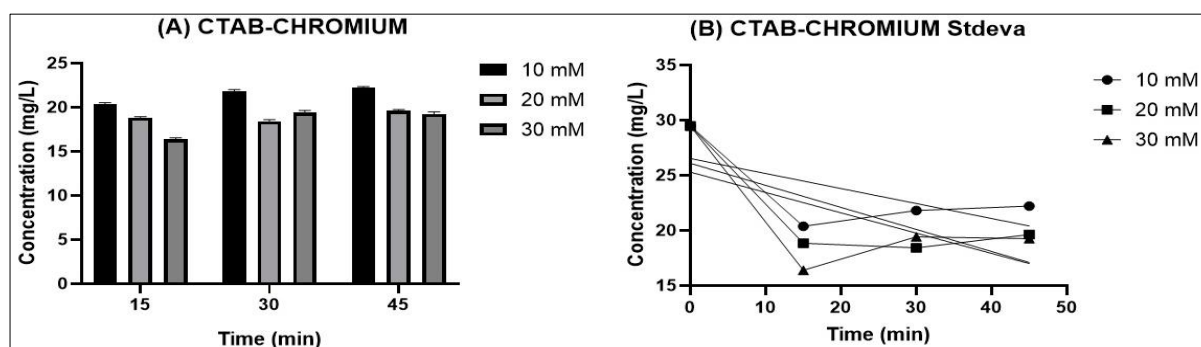 (A) CTAB-CHROMIUM
Concentration (mg/L)
25
20
15
10
5
0
15
30
45
Time (min)
10 mM
20 mM
30 mM
(B) CTAB-CHROMIUM Stdeva
Concentration (mg/L)
35
30
25
20
15
0
10
20
30
40
50
Time (min)
10 mM
20 mM
30 mM